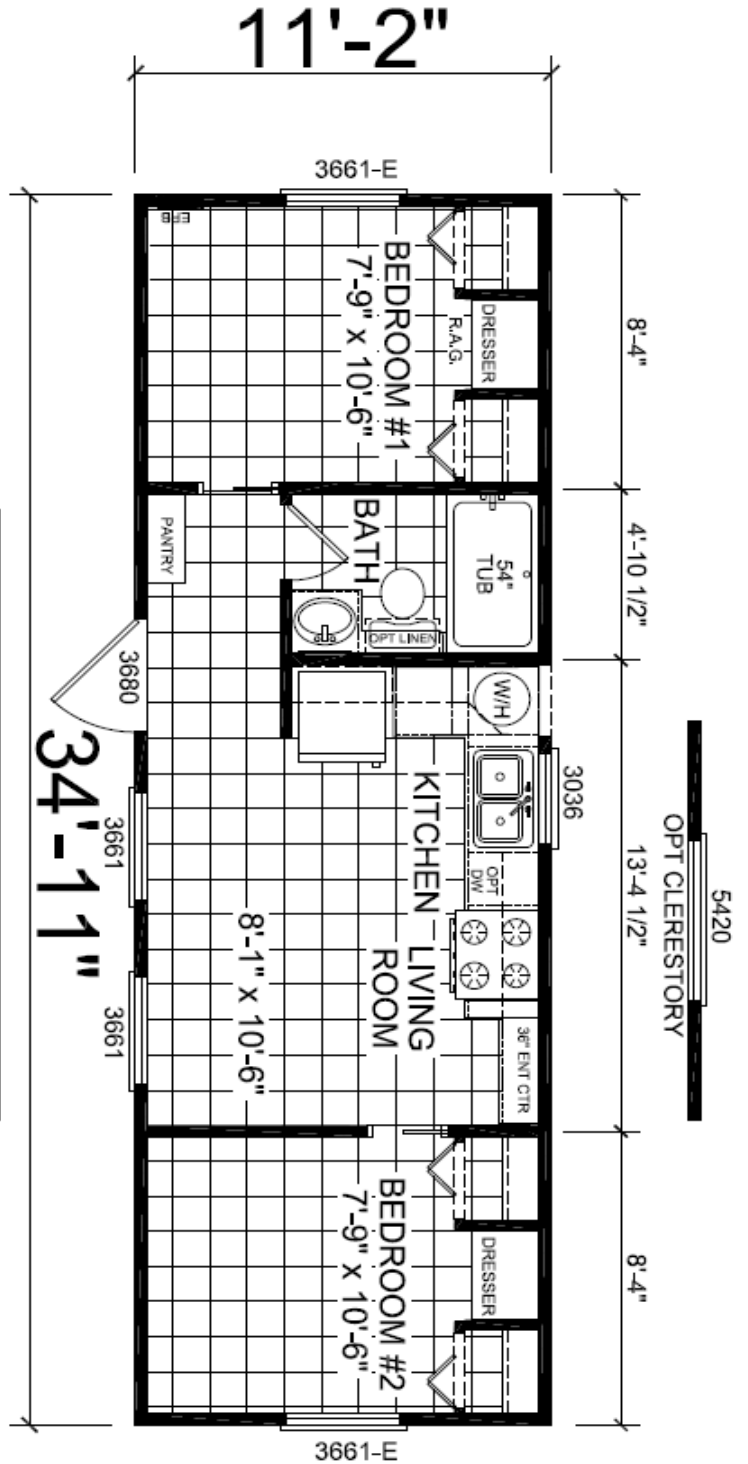 11'-2"
3661-E
EFB
BEDROOM #1
7'-9" x 10'-6"
R.A.G.
DRESSER
8'-4"
PANTRY
BATH
54"
TUB
OPT LINEN
4'-10 1/2"
3680
W/H
34'-11"
3661
3661
KITCHEN
LIVING
ROOM
8'-1" x 10'-6"
OPT
DW
36" ENT CTR
3036
13'-4 1/2"
OPT CLERESTORY
5420
BEDROOM #2
7'-9" x 10'-6"
DRESSER
8'-4"
3661-E